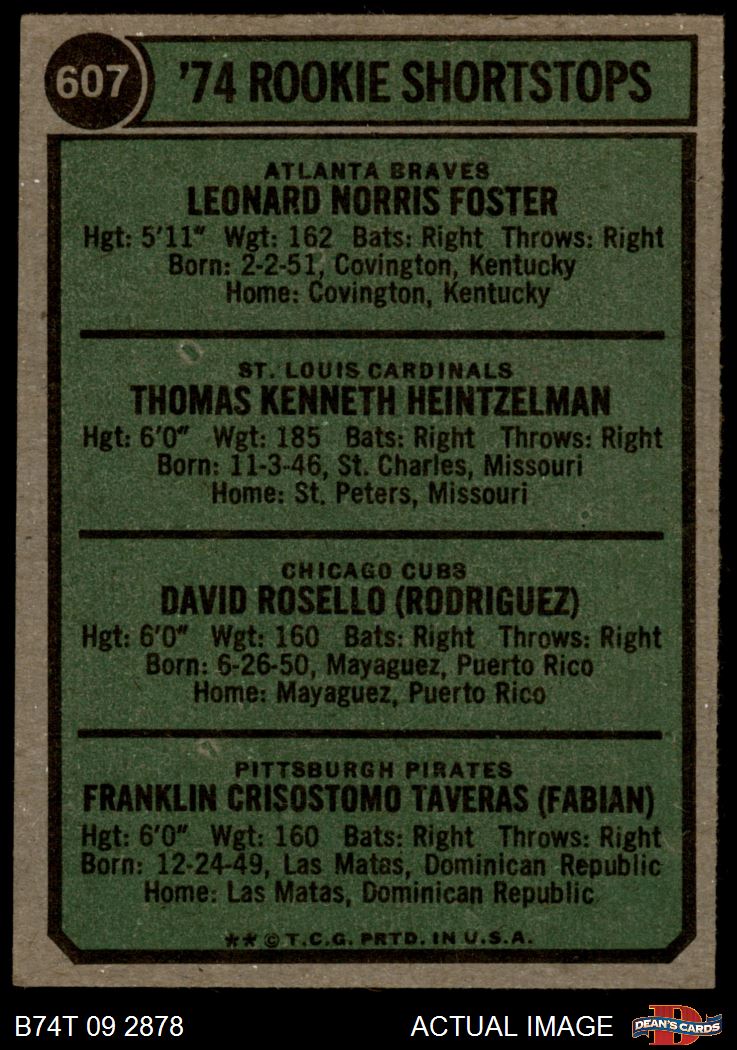 607
'74 ROOKIE SHORTSTOPS
ATLANTA BRAVES
LEONARD NORRIS FOSTER
Hgt: 5'11" Wgt: 162 Bats: Right Throws: Right
Born: 2-2-51, Covington, Kentucky
Home: Covington, Kentucky
ST. LOUIS CARDINALS
THOMAS KENNETH HEINTZELMAN
Hgt: 6'0" Wgt: 185 Bats: Right Throws: Right
Born: 11-3-46, St. Charles, Missouri
Home: St. Peters, Missouri
CHICAGO CUBS
DAVID ROSELLO (RODRIGUEZ)
Hgt: 6'0" Wgt: 160 Bats: Right Throws: Right
Born: 6-26-50, Mayaguez, Puerto Rico
Home: Mayaguez, Puerto Rico
PITTSBURGH PIRATES
FRANKLIN CRISOSTOMO TAVERAS (FABIAN)
Hgt: 6'0" Wgt: 160 Bats: Right Throws: Right
Born: 12-24-49, Las Matas, Dominican Republic
Home: Las Matas, Dominican Republic
** © T.C.G. PRTD. IN U.S.A.
B74T 09 2878 ACTUAL IMAGE
D
DEAN'S CARDS